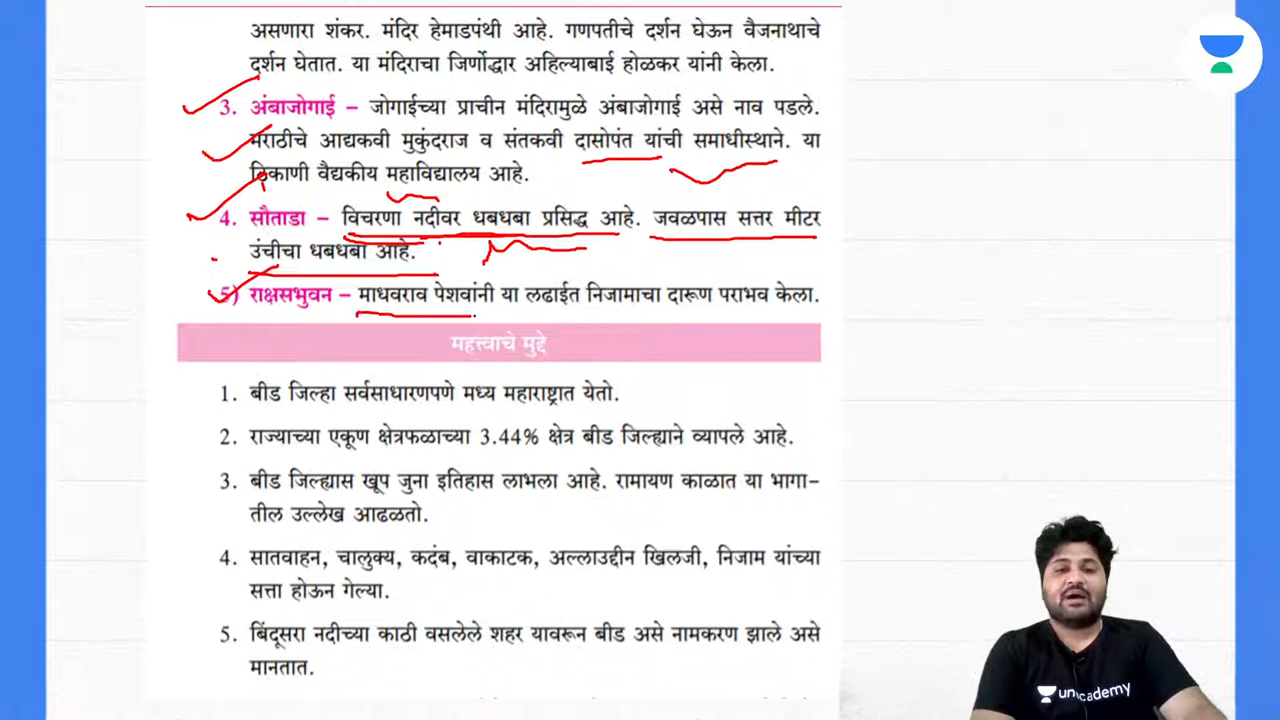 असणारा शंकर. मंदिर हेमाडपंथी आहे. गणपतीचे दर्शन घेऊन वैजनाथाचे
दर्शन घेतात. या मंदिराचा जिर्णोद्धार अहिल्याबाई होळकर यांनी केला.
3. अंबाजोगाई – जोगाईच्या प्राचीन मंदिरामुळे अंबाजोगाई असे नाव पडले.
मराठीचे आद्यकवी मुकुंदराज व संतकवी दासोपंत यांची समाधीस्थाने. या
ठिकाणी वैद्यकीय महाविद्यालय आहे.
4. सौताडा – विचरणा नदीवर धबधबा प्रसिद्ध आहे. जवळपास सत्तर मीटर
उंचीचा धबधबा आहे.
5) राक्षसभुवन – माधवराव पेशवांनी या लढाईत निजामाचा दारूण पराभव केला.
महत्त्वाचे मुद्दे
1. बीड जिल्हा सर्वसाधारणपणे मध्य महाराष्ट्रात येतो.
2. राज्याच्या एकूण क्षेत्रफळाच्या 3.44% क्षेत्र बीड जिल्ह्याने व्यापले आहे.
3. बीड जिल्ह्यास खूप जुना इतिहास लाभला आहे. रामायण काळात या भागा–
तील उल्लेख आढळतो.
4. सातवाहन, चालुक्य, कदंब, वाकाटक, अल्लाउद्दीन खिलजी, निजाम यांच्या
सत्ता होऊन गेल्या.
5. बिंदूसरा नदीच्या काठी वसलेले शहर यावरून बीड असे नामकरण झाले असे
मानतात.
unacademy